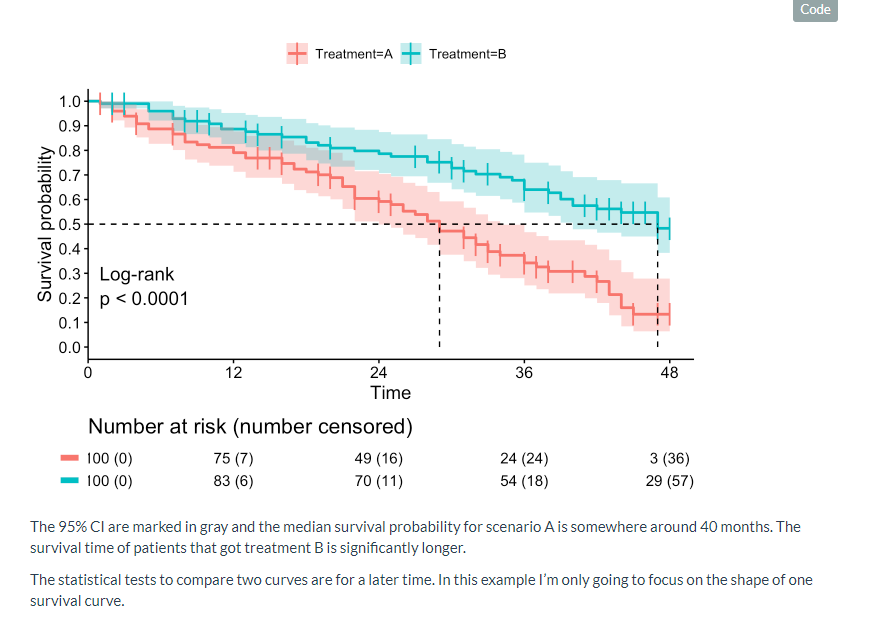 Code
Treatment=A Treatment=B
1.0
0.9
0.8
0.7
0.6
0.5
0.4
0.3
0.2
0.1
0.0
Survival probability
Log-rank
p < 0.0001
0 12 24 36 48
Time
Number at risk (number censored)
100 (0) 75 (7) 49 (16) 24 (24) 3 (36)
100 (0) 83 (6) 70 (11) 54 (18) 29 (57)
The 95% CI are marked in gray and the median survival probability for scenario A is somewhere around 40 months. The
survival time of patients that got treatment B is significantly longer.
The statistical tests to compare two curves are for a later time. In this example I’m only going to focus on the shape of one
survival curve.